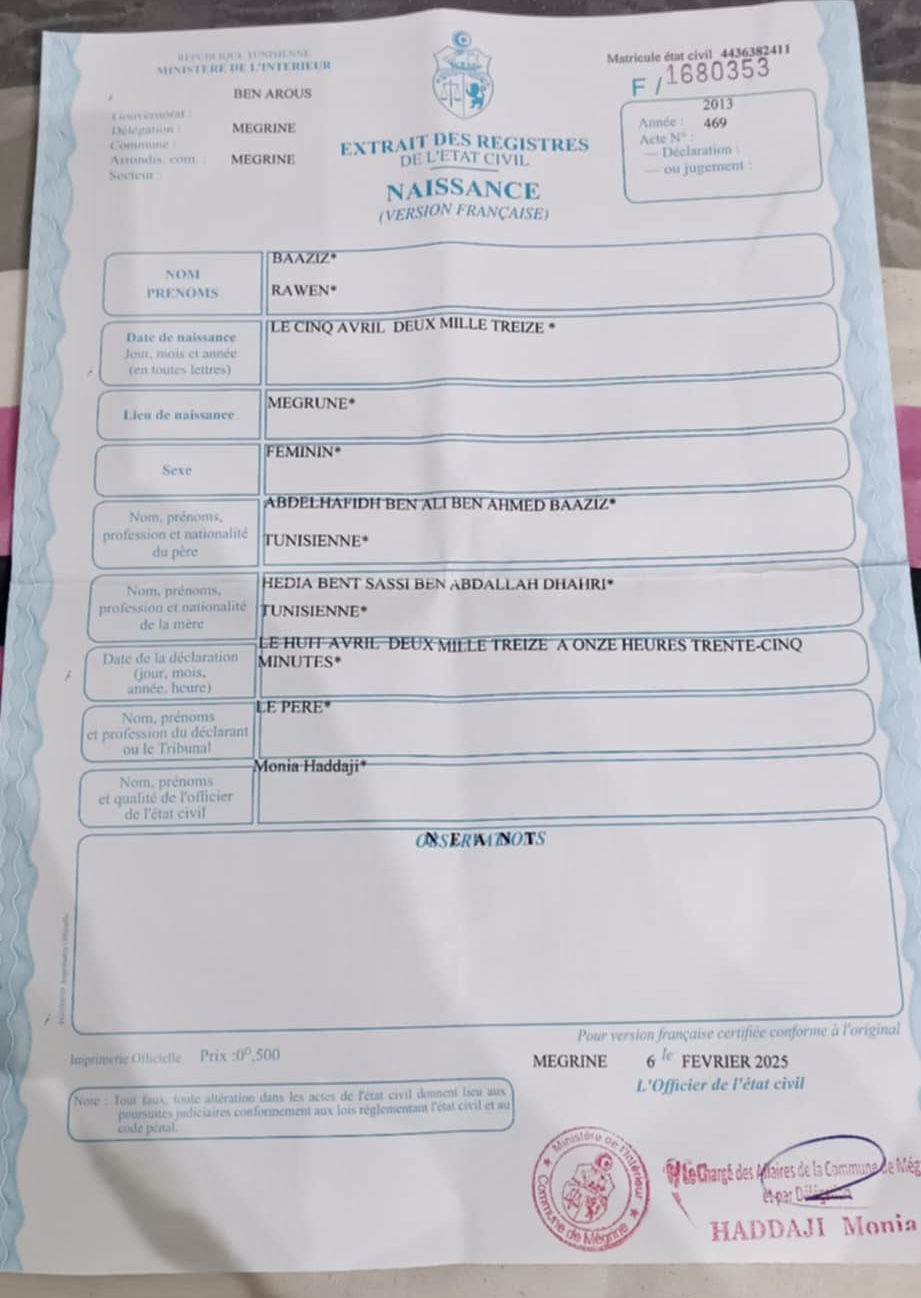 REPUBLIQUE TUNISIENNE
MINISTERE DE L'INTERIEUR
Matricule état civil 4436382411
F / 1680353
BEN AROUS
Gouvernorat :
Délégation : MEGRINE
Commune :
Arrondis, com. : MEGRINE
Secteur :
2013
Année : 469
Acte N° :
— Déclaration :
— ou jugement :
EXTRAIT DES REGISTRES
DE L'ETAT CIVIL
NAISSANCE
(VERSION FRANÇAISE)
NOM
PRENOMS
BAAZIZ*
RAWEN*
Date de naissance
Jour, mois et année
(en toutes lettres)
LE CINQ AVRIL DEUX MILLE TREIZE *
Lieu de naissance
MEGRUNE*
Sexe
FEMININ*
Nom, prénoms,
profession et nationalité
du père
ABDELHAFIDH BEN ALI BEN AHMED BAAZIZ*
TUNISIENNE*
Nom, prénoms,
profession et nationalité
de la mère
HEDIA BENT SASSI BEN ABDALLAH DHAHRI*
TUNISIENNE*
Date de la déclaration
(jour, mois,
année, heure)
LE HUIT AVRIL DEUX MILLE TREIZE A ONZE HEURES TRENTE-CINQ
MINUTES*
Nom, prénoms
et profession du déclarant
ou le Tribunal
LE PERE*
Nom, prénoms
et qualité de l'officier
de l'état civil
Monia Haddaji*
Pour version française certifiée conforme à l'original
Imprimerie Officielle Prix :0ᴰ,500
MEGRINE 6 le FEVRIER 2025
L'Officier de l'état civil
Note : Tout faux, toute altération dans les actes de l'état civil donnent lieu aux
poursuites judiciaires conformement aux lois réglementant l'état civil et au
code pénal.
Ministère de l'Intérieur
Commune de Mégrine
Le Chargé des Affaires de la Commune de Még
et par
HADDAJI Monia